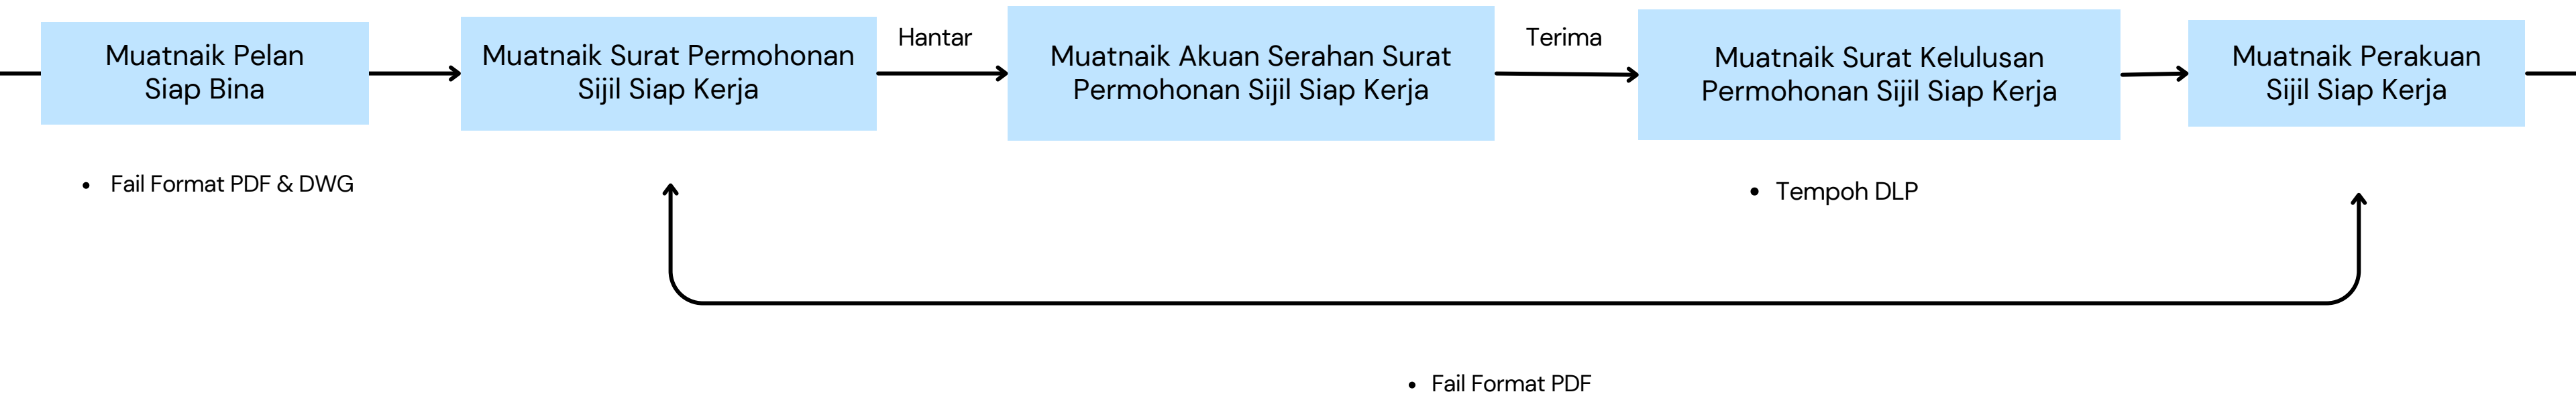 Muatnaik Pelan
Siap Bina
Muatnaik Surat Permohonan
Sijil Siap Kerja
Hantar
Muatnaik Akuan Serahan Surat
Permohonan Sijil Siap Kerja
Terima
Muatnaik Surat Kelulusan
Permohonan Sijil Siap Kerja
Muatnaik Perakuan
Sijil Siap Kerja
• Fail Format PDF & DWG
• Tempoh DLP
• Fail Format PDF